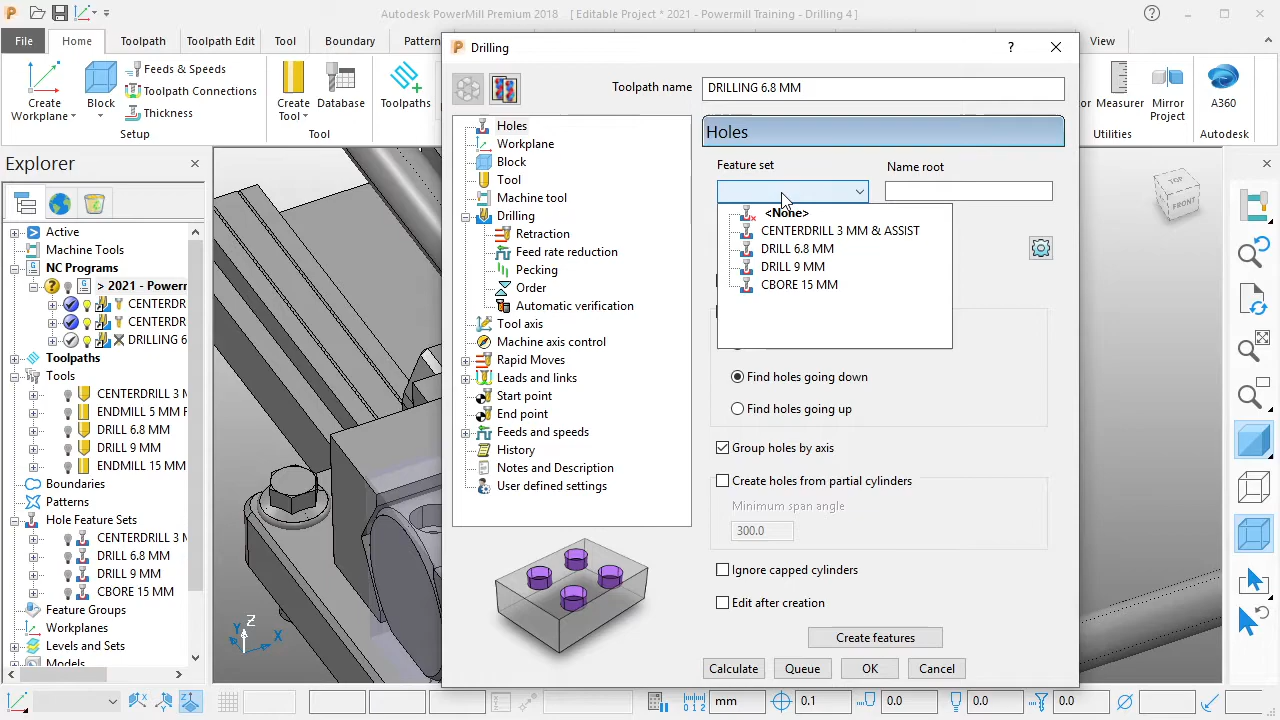 Autodesk PowerMill Premium 2018 [ Editable Project * 2021 - Powermill Training - Drilling 4 ]
File Home Toolpath Toolpath Edit Tool Boundary Pattern View
Drilling
Create Workplane
Block
Feeds & Speeds
Toolpath Connections
Thickness
Setup
Create Tool
Database
Tool
Toolpaths
Measurer
Mirror Project
Utilities
A360
Autodesk
Explorer
Active
Machine Tools
NC Programs
> 2021 - Powerm
CENTERDR
CENTERDR
DRILLING 6
Toolpaths
Tools
CENTERDRILL 3 M
ENDMILL 5 MM F
DRILL 6.8 MM
DRILL 9 MM
ENDMILL 15 MM
Boundaries
Patterns
Hole Feature Sets
CENTERDRILL 3 M
DRILL 6.8 MM
DRILL 9 MM
CBORE 15 MM
Feature Groups
Workplanes
Levels and Sets
Models
Z
Y
X
Toolpath name DRILLING 6.8 MM
Holes
Workplane
Block
Tool
Machine tool
Drilling
Retraction
Feed rate reduction
Pecking
Order
Automatic verification
Tool axis
Machine axis control
Rapid Moves
Leads and links
Start point
End point
Feeds and speeds
History
Notes and Description
User defined settings
Holes
Feature set Name root
<None>
CENTERDRILL 3 MM & ASSIST
DRILL 6.8 MM
DRILL 9 MM
CBORE 15 MM
Find holes going down
Find holes going up
Group holes by axis
Create holes from partial cylinders
Minimum span angle
300.0
Ignore capped cylinders
Edit after creation
Create features
Calculate Queue OK Cancel
TOP
FRONT
mm 0.1 0.0 0.0 0.0